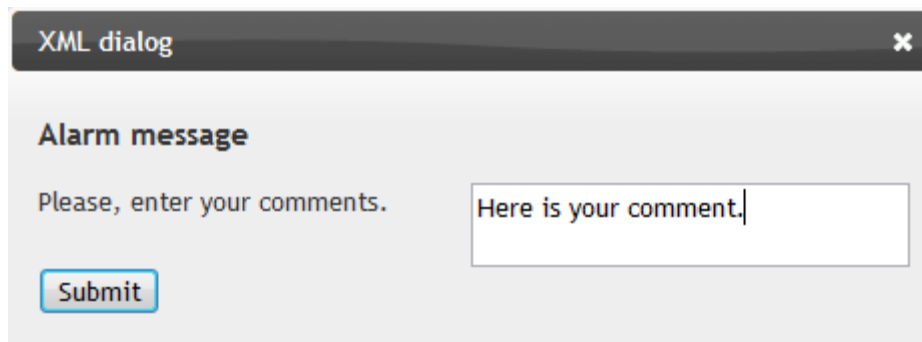 XML dialog
Alarm message
Please, enter your comments.
Here is your comment.
Submit